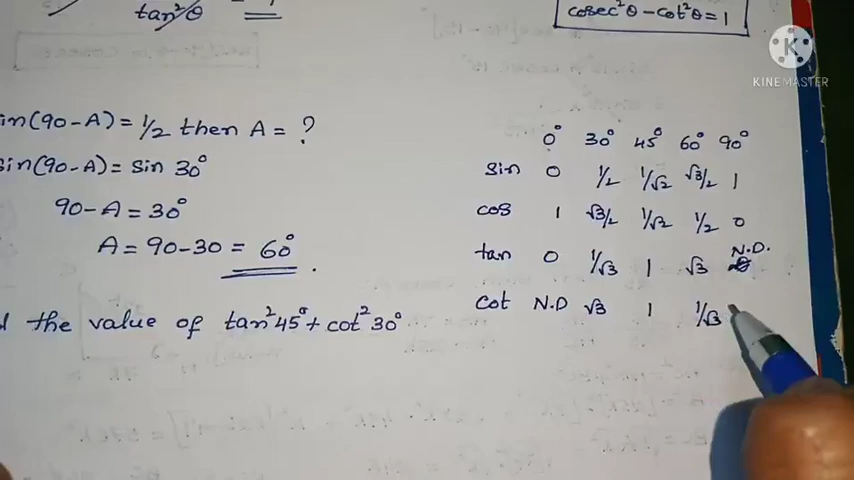 tan²θ
cosec²θ - cot²θ = 1
K
KINEMASTER
in(90-A) = 1/2 then A = ?
sin(90-A) = sin 30°
90-A = 30°
A = 90-30 = 60°.
the value of tan²45° + cot²30°
0° 30° 45° 60° 90°
sin 0 1/2 1/√2 √3/2 1
cos 1 √3/2 1/√2 1/2 0
tan 0 1/√3 1 √3 N.D.
cot N.D √3 1 1/√3